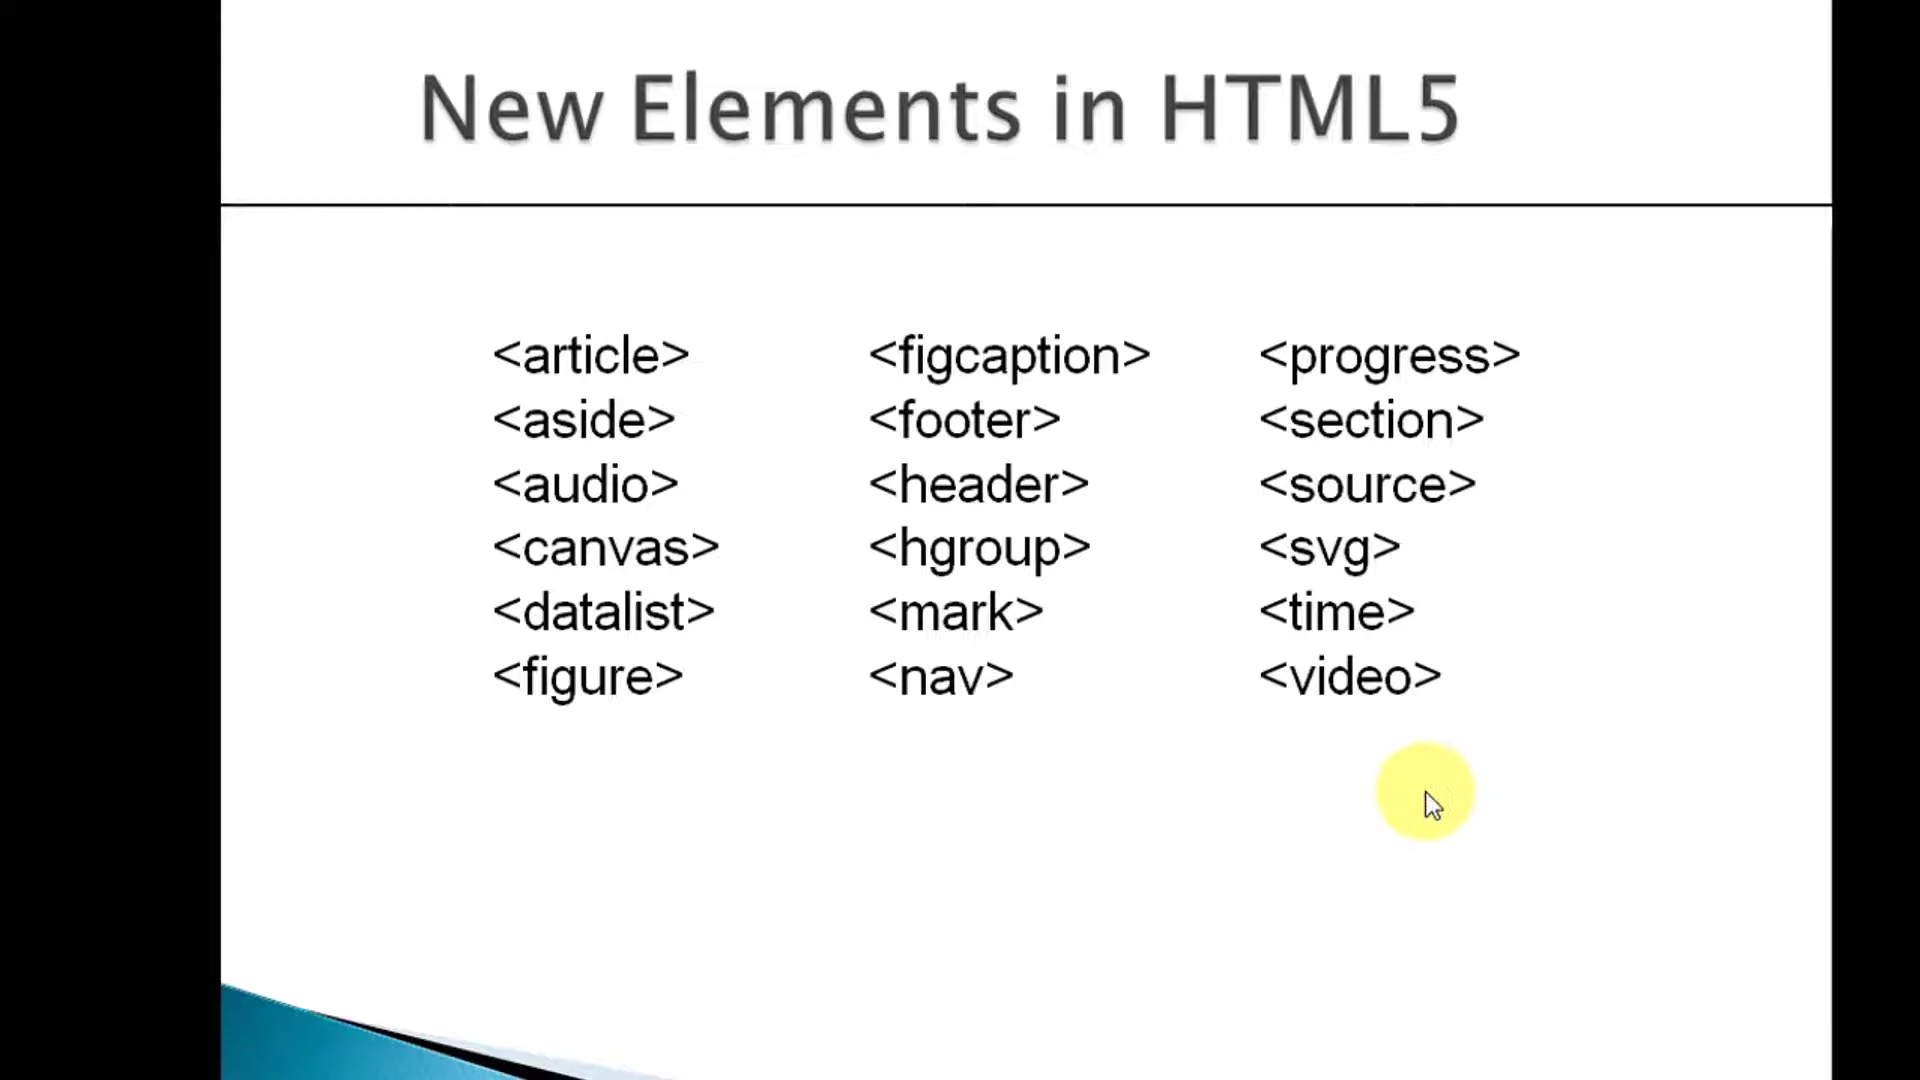 New Elements in HTML5
<article> <figcaption> <progress>
<aside> <footer> <section>
<audio> <header> <source>
<canvas> <hgroup> <svg>
<datalist> <mark> <time>
<figure> <nav> <video>